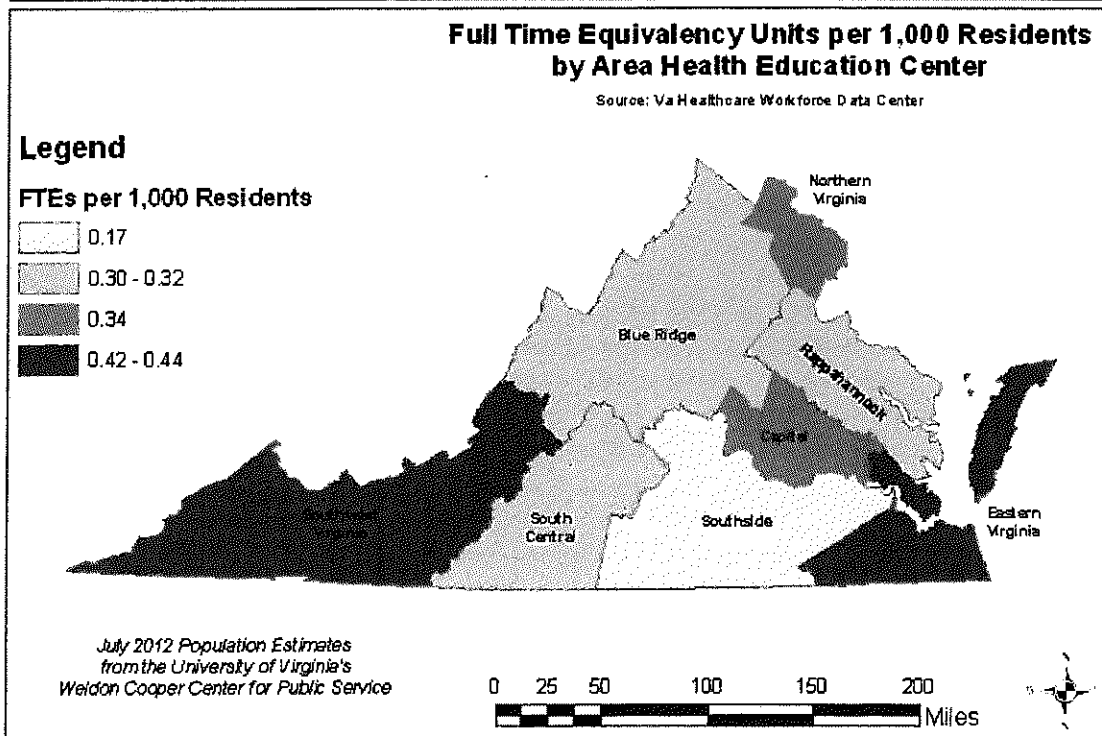 Full Time Equivalency Units per 1,000 Residents
by Area Health Education Center
Source: Va Healthcare Workforce Data Center
Legend
FTEs per 1,000 Residents
0.17
0.30 - 0.32
0.34
0.42 - 0.44
Northern
Virginia
Blue Ridge
Rappahannock
Capital
Southwest
Virginia
South
Central
Southside
Eastern
Virginia
July 2012 Population Estimates
from the University of Virginia's
Weldon Cooper Center for Public Service
0 25 50 100 150 200
Miles